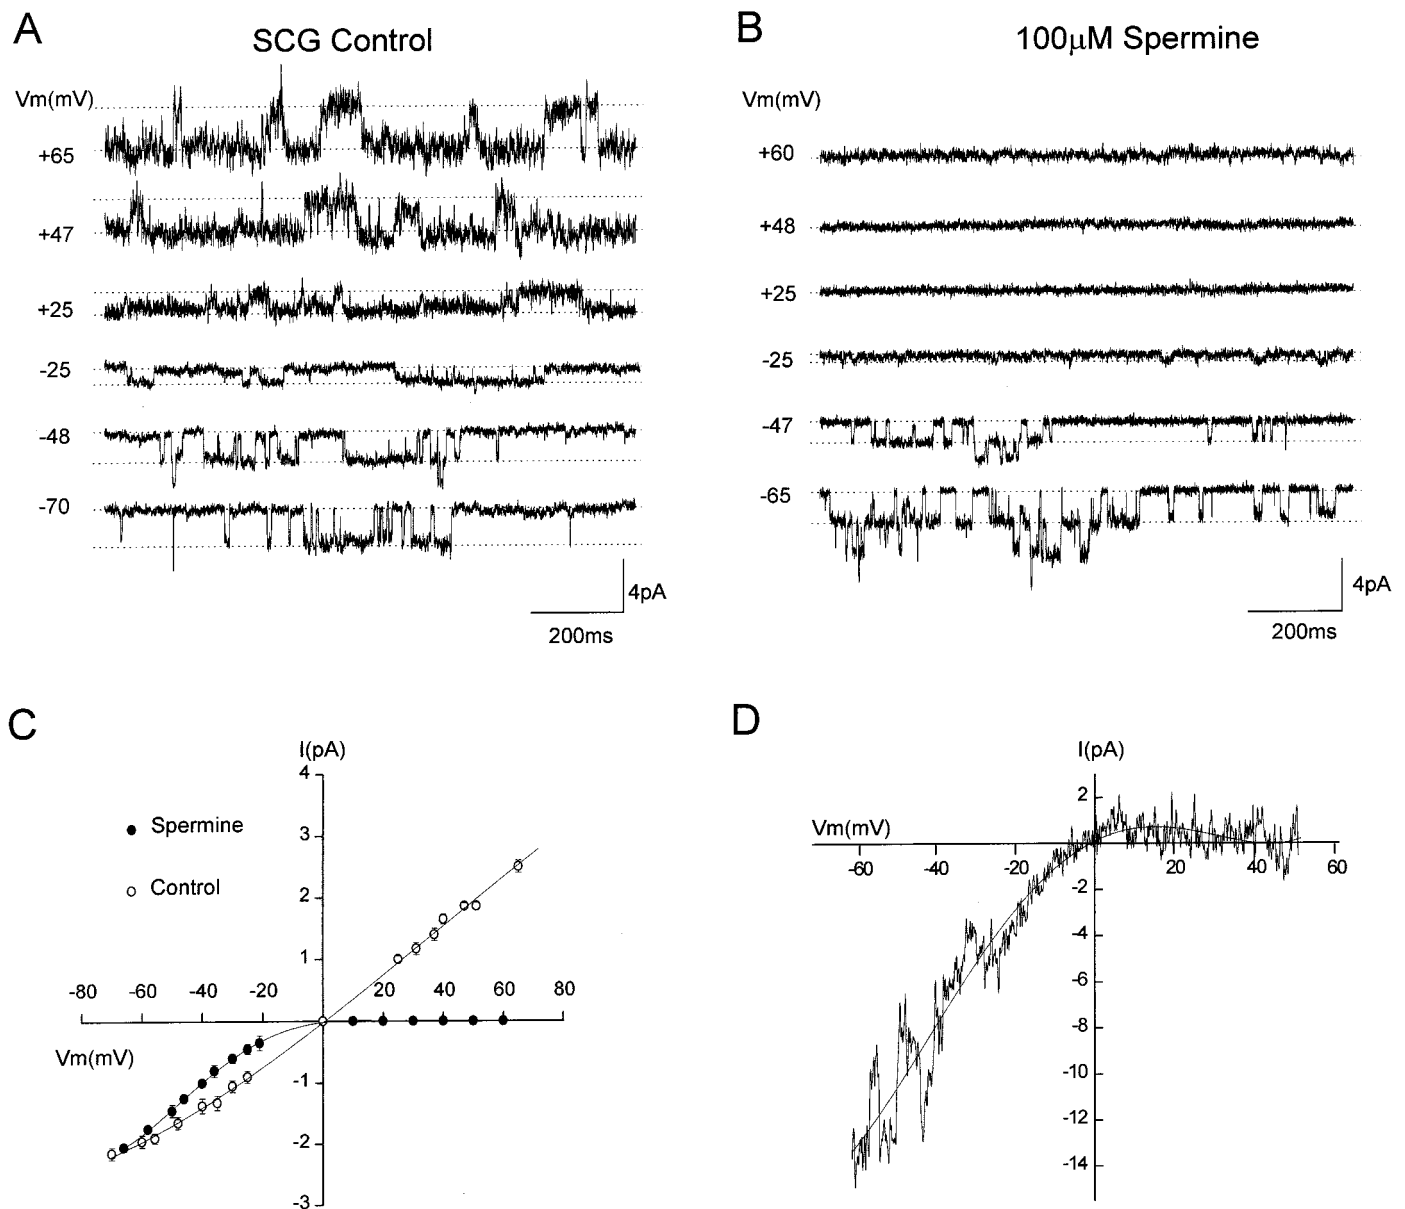 A
SCG Control
Vm(mV)
+65
+47
+25
-25
-48
-70
4pA
200ms
B
100μM Spermine
Vm(mV)
+60
+48
+25
-25
-47
-65
4pA
200ms
C
I(pA)
4
3
2
1
-1
-2
-3
Spermine
Control
-80 -60 -40 -20 20 40 60 80
Vm(mV)
D
I(pA)
2
Vm(mV)
-60 -40 -20 20 40 60
-2
-4
-6
-8
-10
-12
-14